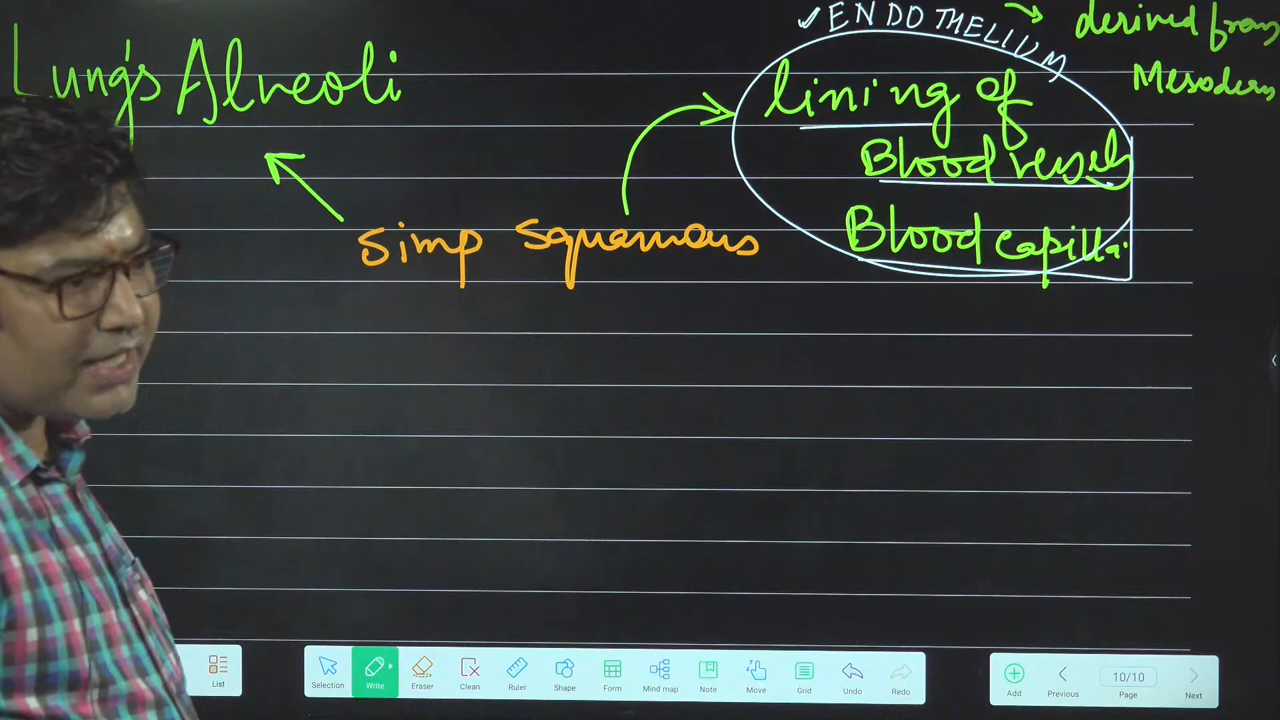 ✓ENDOTHELIUM
derived from
Mesoderm
Lung's Alveoli
lining of
Blood vessels
Blood capilla
Simp Squamous
List
Selection
Write
Eraser
Clean
Ruler
Shape
Form
Mind map
Note
Move
Grid
Undo
Redo
Add
Previous
10/10
Page
Next